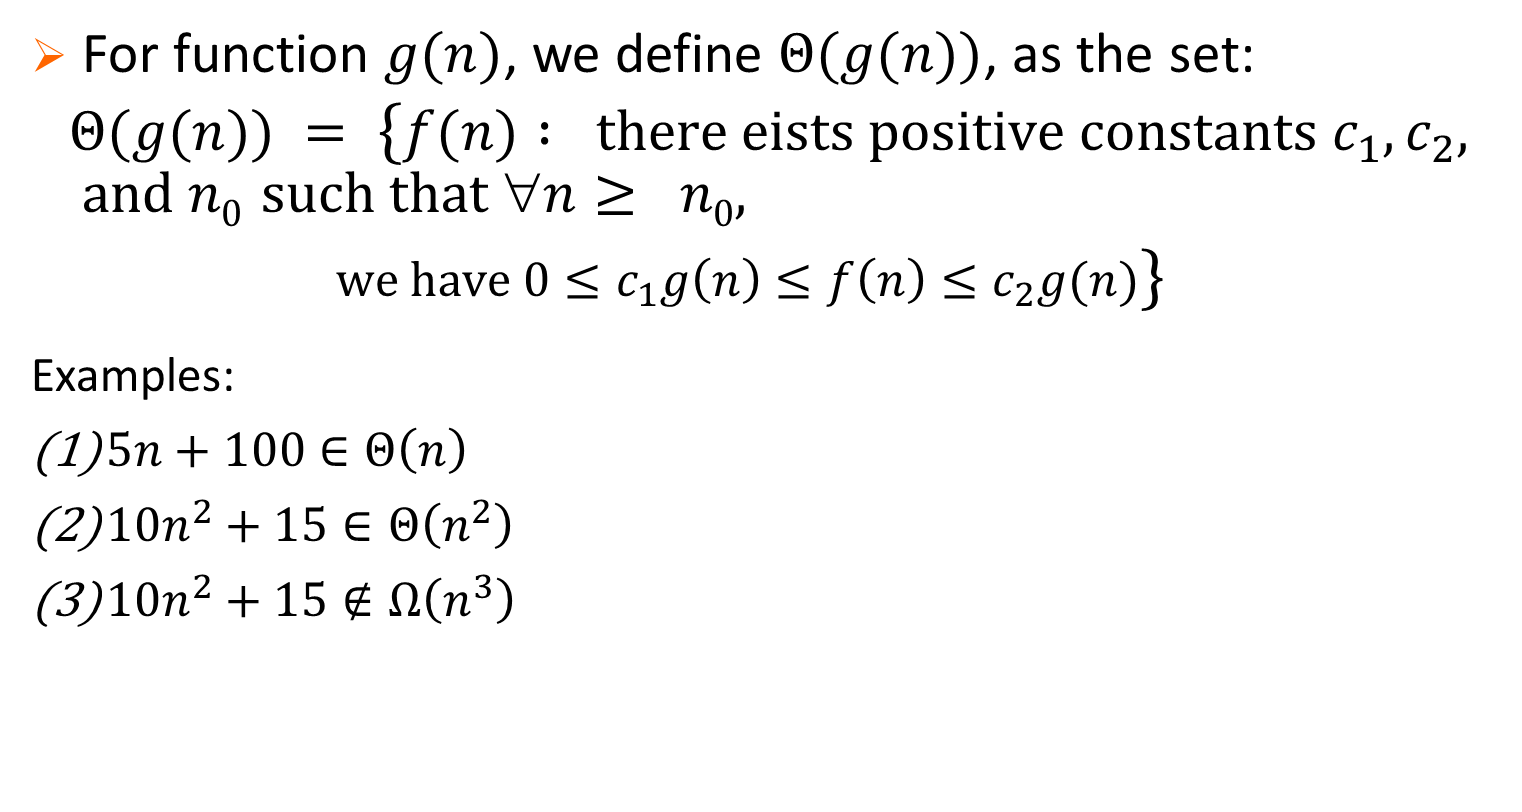 ➢ For function g(n), we define Θ(g(n)), as the set:
Θ(g(n)) = {f(n) : there eists positive constants c₁, c₂,
and n₀ such that ∀n ≥ n₀,
we have 0 ≤ c₁g(n) ≤ f(n) ≤ c₂g(n)}
Examples:
(1)5n + 100 ∈ Θ(n)
(2)10n² + 15 ∈ Θ(n²)
(3)10n² + 15 ∉ Ω(n³)